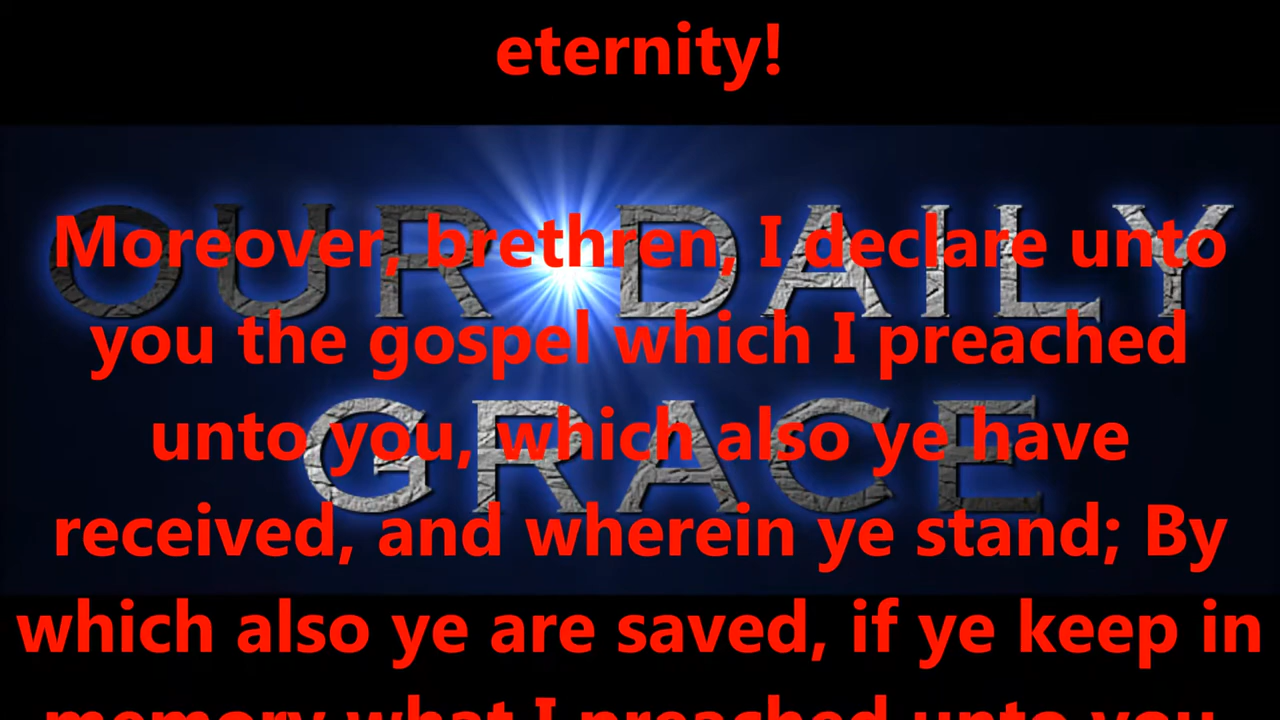 eternity!
OUR DAILY
Moreover, brethren, I declare unto
you the gospel which I preached
GRACE
unto you, which also ye have
received, and wherein ye stand; By
which also ye are saved, if ye keep in
memory what I preached unto you,